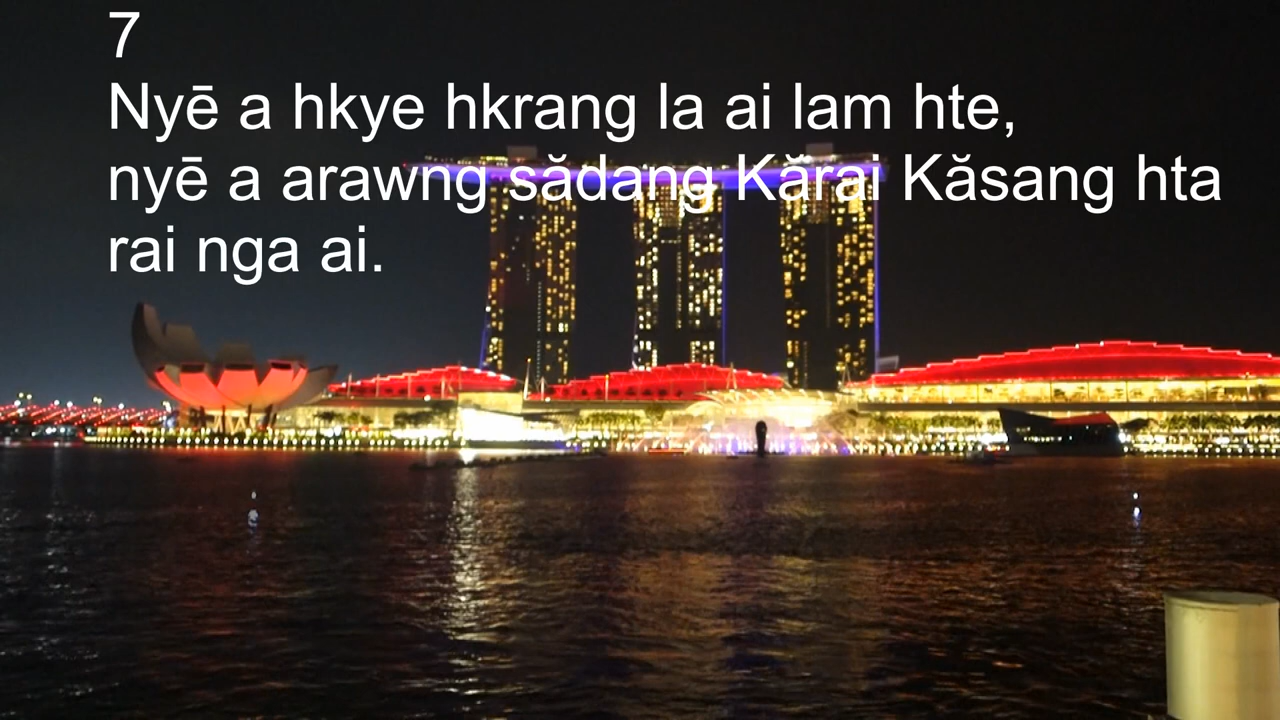 7
Nyē a hkye hkrang la ai lam hte,
nyē a arawng sădang Kărai Kăsang hta
rai nga ai.